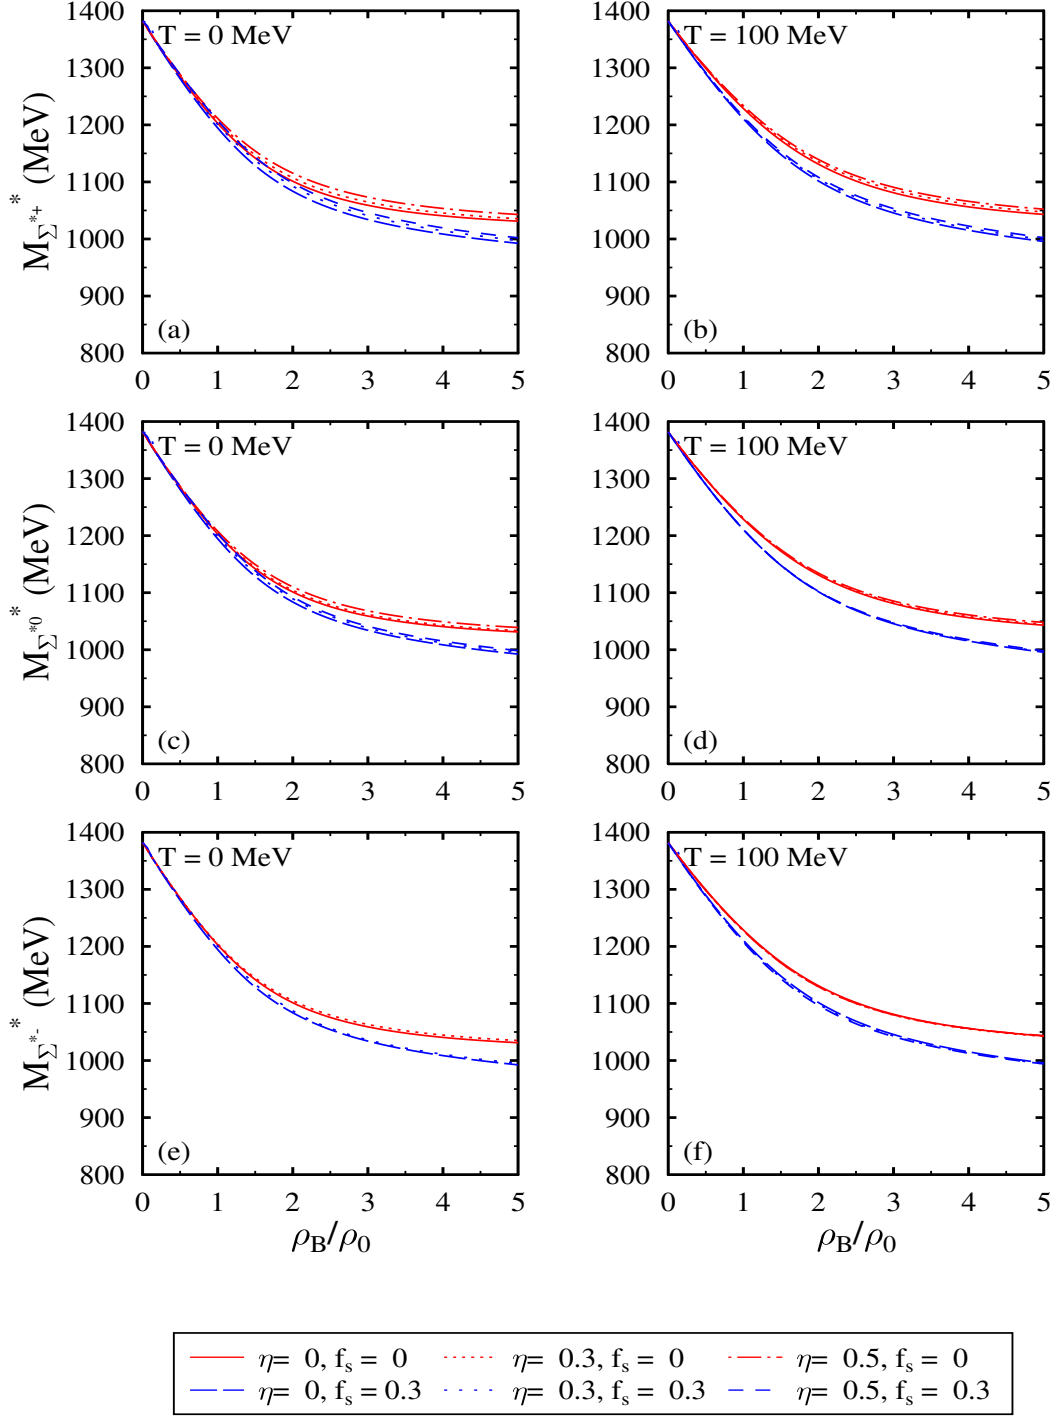 1400
1300
1200
1100
1000
900
800
M_Σ*+* (MeV)
T = 0 MeV
(a)
0 1 2 3 4 5
1400
1300
1200
1100
1000
900
800
T = 100 MeV
(b)
0 1 2 3 4 5
1400
1300
1200
1100
1000
900
800
M_Σ*0* (MeV)
T = 0 MeV
(c)
0 1 2 3 4 5
1400
1300
1200
1100
1000
900
800
T = 100 MeV
(d)
0 1 2 3 4 5
1400
1300
1200
1100
1000
900
800
M_Σ*-* (MeV)
T = 0 MeV
(e)
0 1 2 3 4 5
ρB/ρ0
1400
1300
1200
1100
1000
900
800
T = 100 MeV
(f)
0 1 2 3 4 5
ρB/ρ0
η= 0, fs = 0 η= 0.3, fs = 0 η= 0.5, fs = 0
η= 0, fs = 0.3 η= 0.3, fs = 0.3 η= 0.5, fs = 0.3